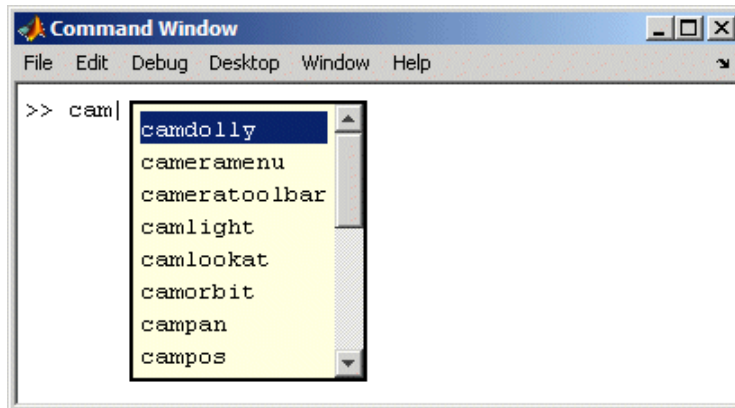 Command Window
File Edit Debug Desktop Window Help
>> cam
camdolly
cameramenu
cameratoolbar
camlight
camlookat
camorbit
campan
campos